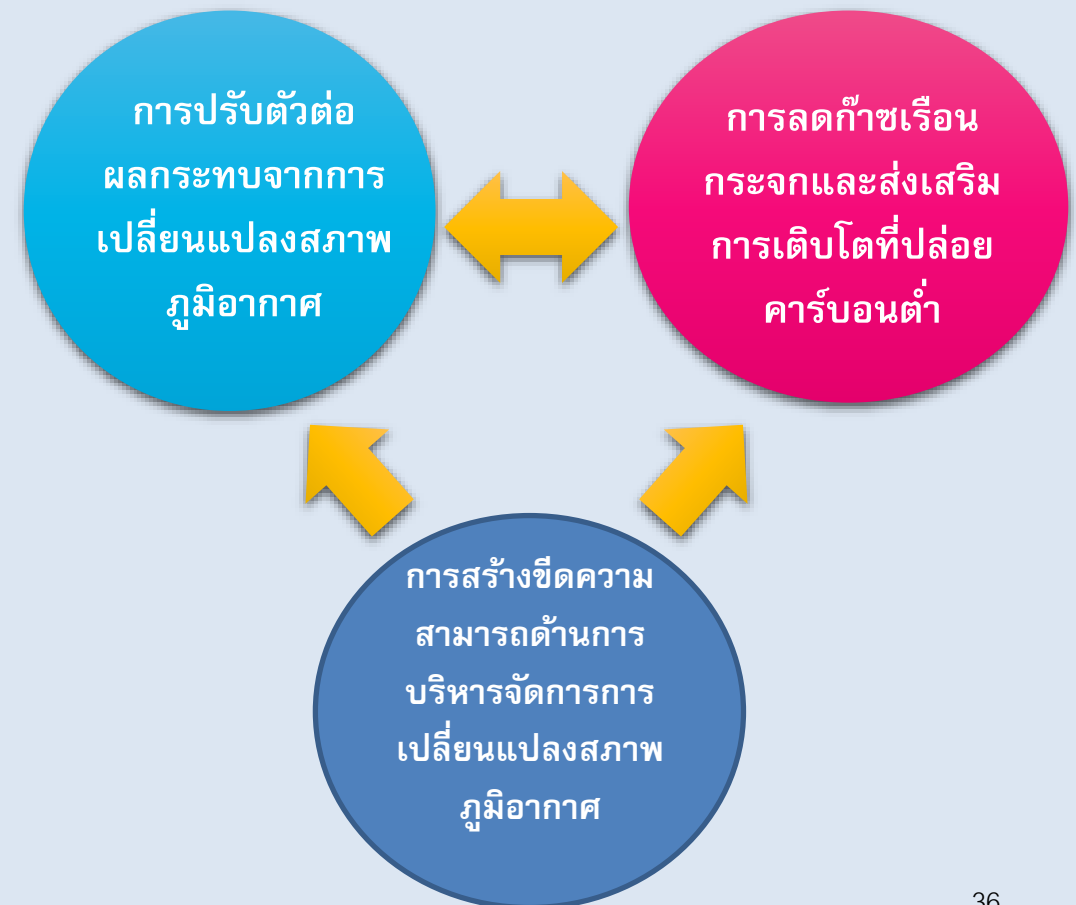 การปรับตัวต่อ
ผลกระทบจากการ
เปลี่ยนแปลงสภาพ
ภูมิอากาศ
การลดก๊าซเรือน
กระจกและส่งเสริม
การเติบโตที่ปล่อย
คาร์บอนต่ำ
การสร้างขีดความ
สามารถด้านการ
บริหารจัดการการ
เปลี่ยนแปลงสภาพ
ภูมิอากาศ
36